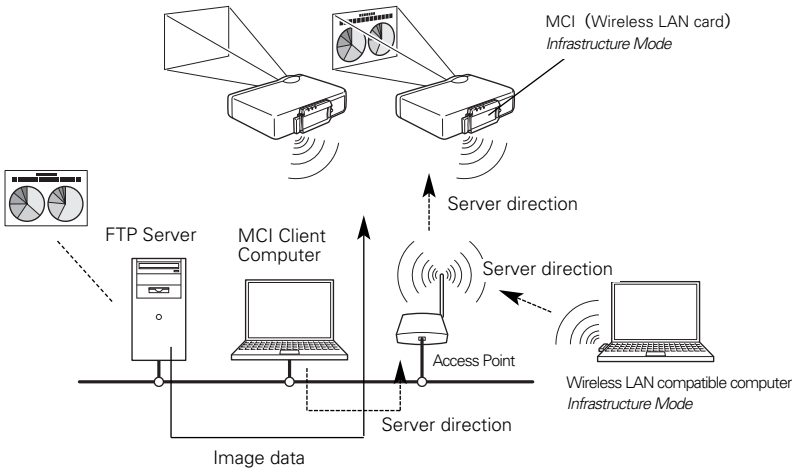 MCI (Wireless LAN card)
Infrastructure Mode
Server direction
FTP Server
MCI Client
Computer
Server direction
Access Point
Wireless LAN compatible computer
Infrastructure Mode
Server direction
Image data